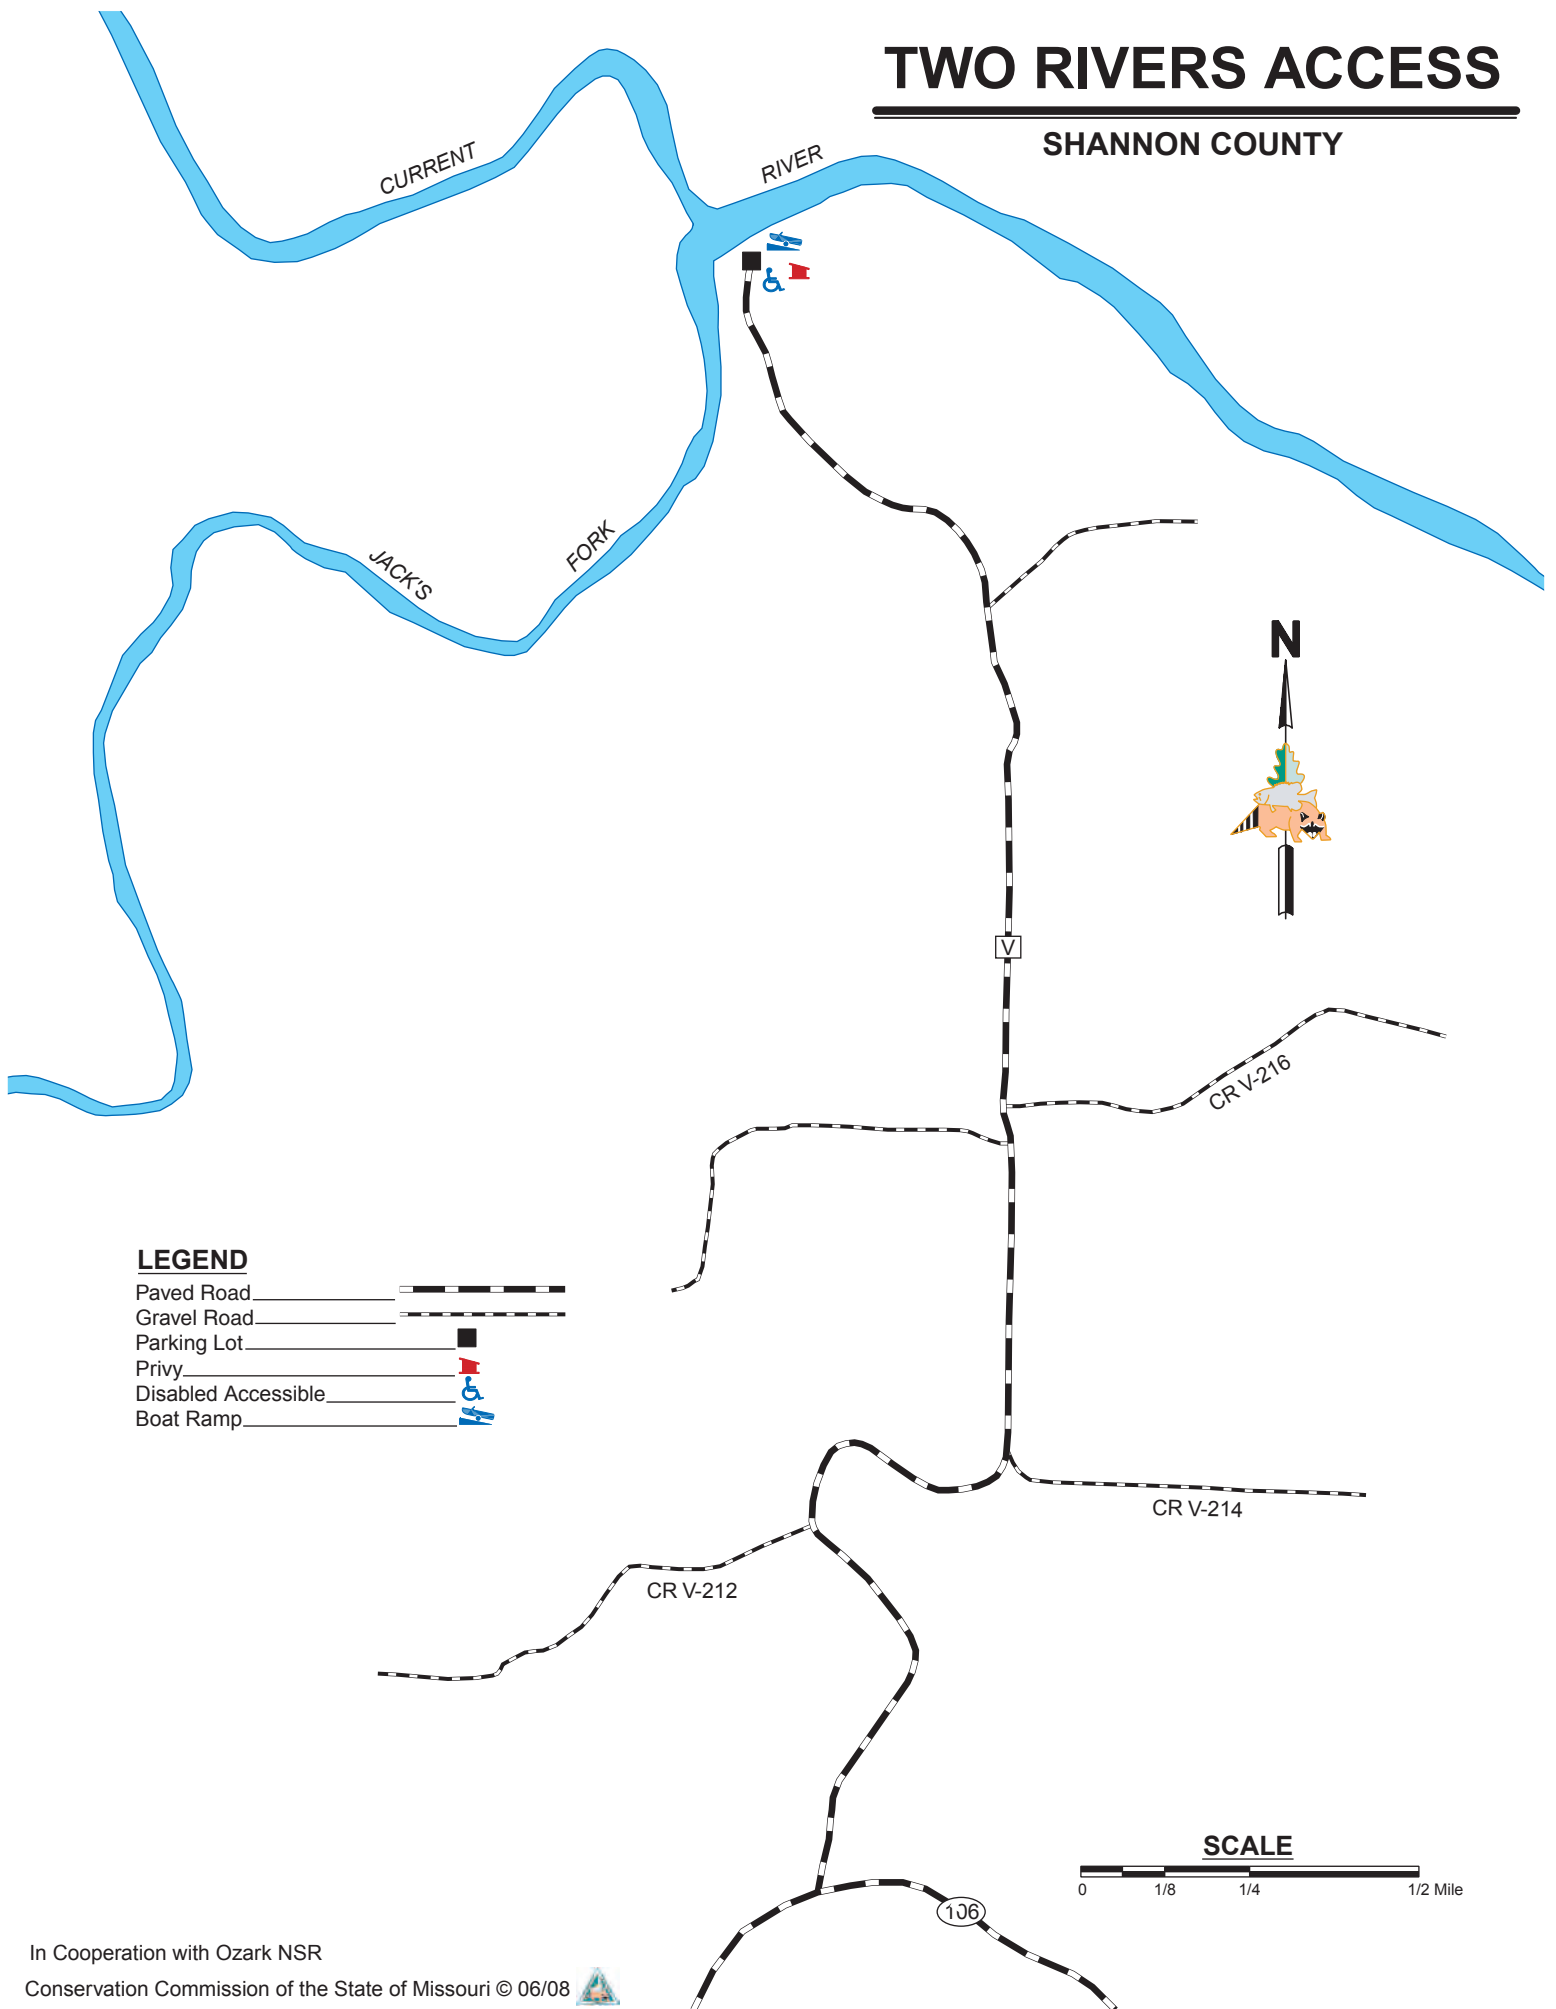 TWO RIVERS ACCESS
SHANNON COUNTY
CURRENT
RIVER
JACK'S
FORK
N
V
CR V-216
LEGEND
Paved Road
Gravel Road
Parking Lot
Privy
Disabled Accessible
Boat Ramp
CR V-214
CR V-212
SCALE
0 1/8 1/4 1/2 Mile
106
In Cooperation with Ozark NSR
Conservation Commission of the State of Missouri © 06/08